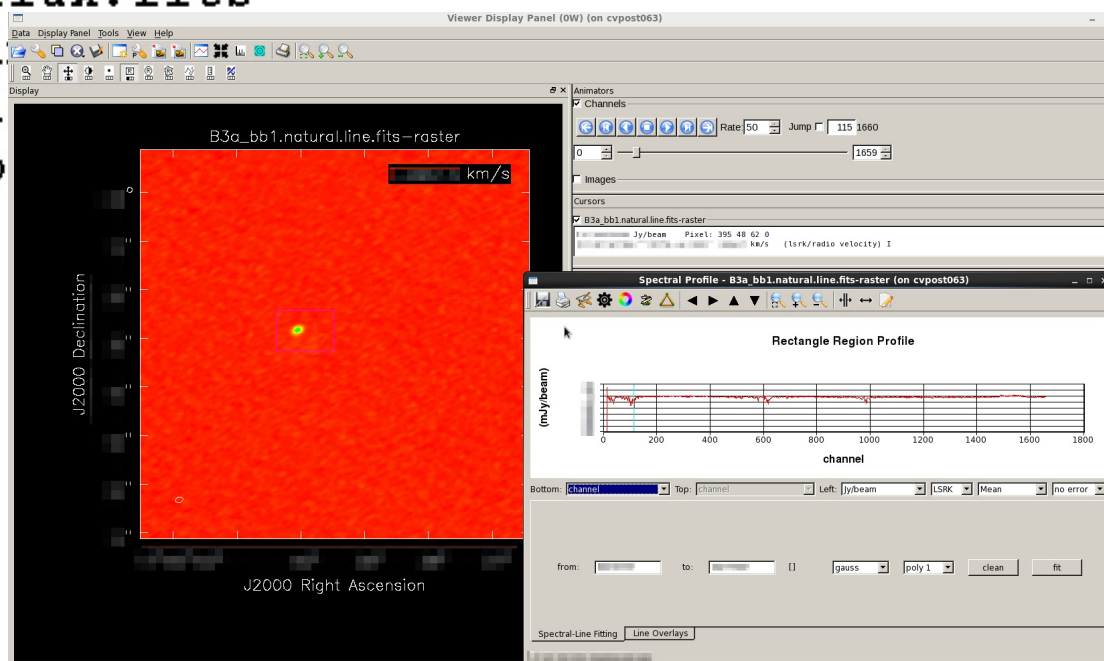 Viewer Display Panel (0W) (on cvpost063)
Data Display Panel Tools View Help
Display
Animators
Channels
Rate: 50 Jump 115 1660
0 1659
Images
Cursors
B3a_bb1.natural.line.fits-raster
Jy/beam Pixel: 395 48 62 0
km/s (lsrk/radio velocity) I
B3a_bb1.natural.line.fits-raster
km/s
J2000 Declination
J2000 Right Ascension
Spectral Profile - B3a_bb1.natural.line.fits-raster (on cvpost063)
Rectangle Region Profile
(mJy/beam)
0 200 400 600 800 1000 1200 1400 1600 1800
channel
Bottom: channel Top: channel Left: Jy/beam LSRK Mean no error
from: to: [] gauss poly 1 clean fit
Spectral-Line Fitting Line Overlays